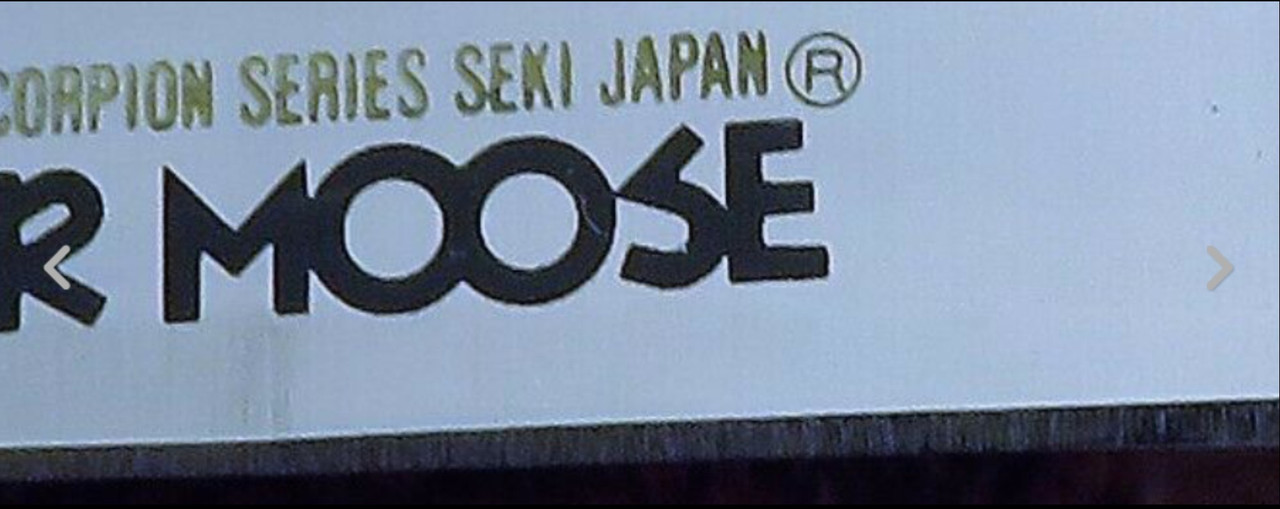 CORPION SERIES SEKI JAPAN ®
R MOOSE